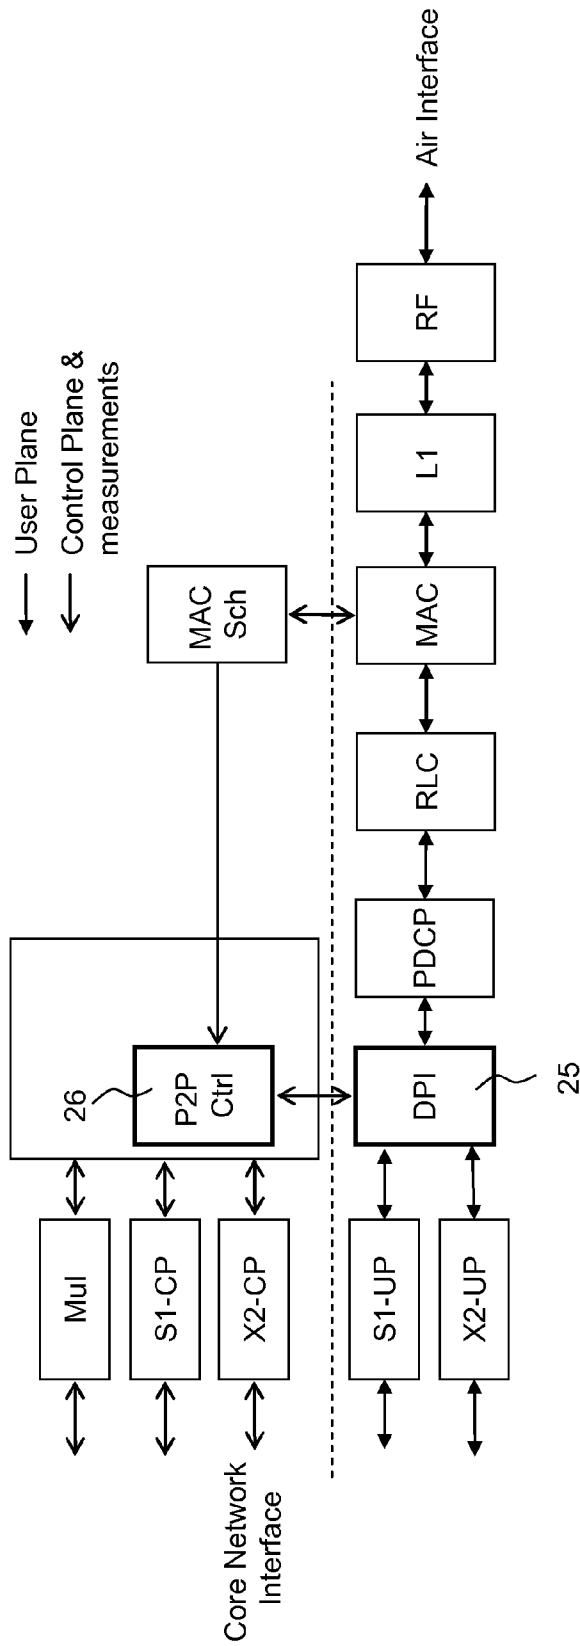 User Plane
Control Plane &
measurements
MuI
S1-CP
X2-CP
26
P2P
Ctrl
MAC
Sch
Core Network
Interface
S1-UP
X2-UP
DPI
25
PDCP
RLC
MAC
L1
RF
Air Interface